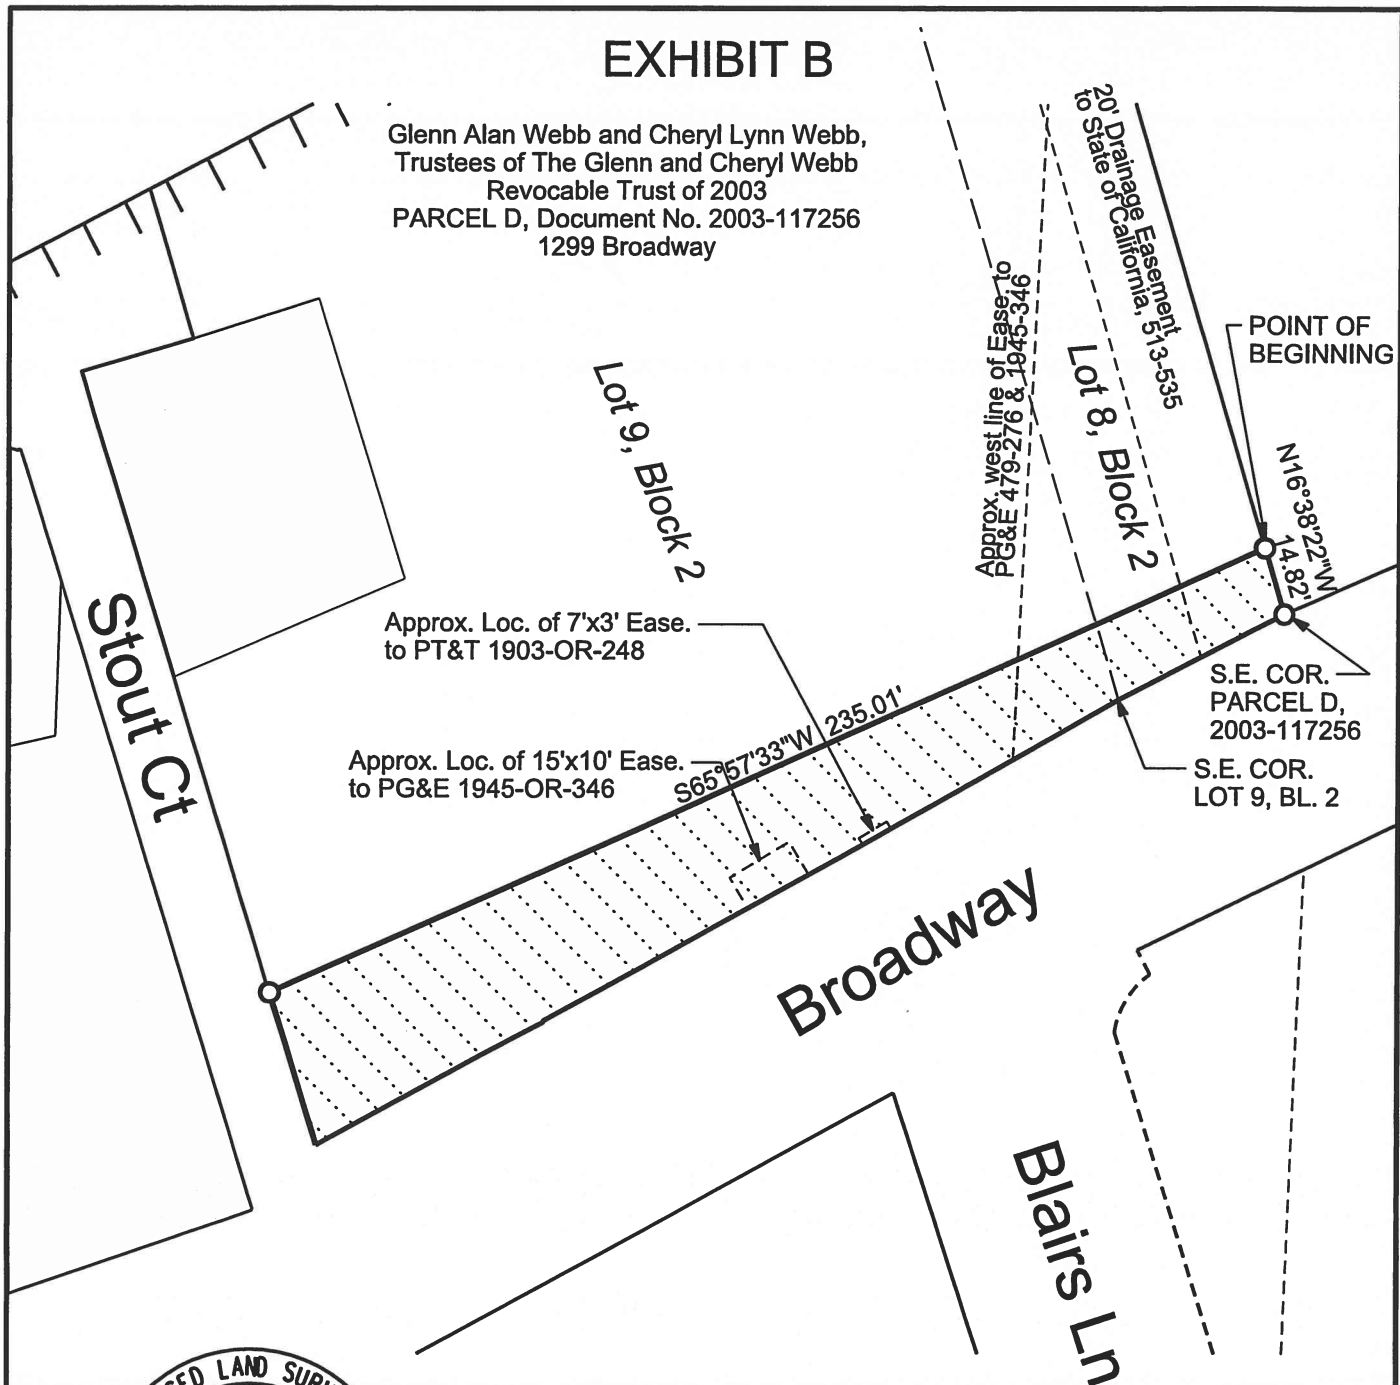 EXHIBIT B
Glenn Alan Webb and Cheryl Lynn Webb,
Trustees of The Glenn and Cheryl Webb
Revocable Trust of 2003
PARCEL D, Document No. 2003-117256
1299 Broadway
20' Drainage Easement
to State of California, 513-535
POINT OF
BEGINNING
Approx. west line of Ease. to
PG&E 479-276 & 1945-346
Lot 9, Block 2
Lot 8, Block 2
N16°38'22"W
14.82'
Stout Ct
Approx. Loc. of 7'x3' Ease.
to PT&T 1903-OR-248
S.E. COR.
PARCEL D,
2003-117256
S65°57'33"W 235.01'
Approx. Loc. of 15'x10' Ease.
to PG&E 1945-OR-346
S.E. COR.
LOT 9, BL. 2
Broadway
Blairs Ln
LAND